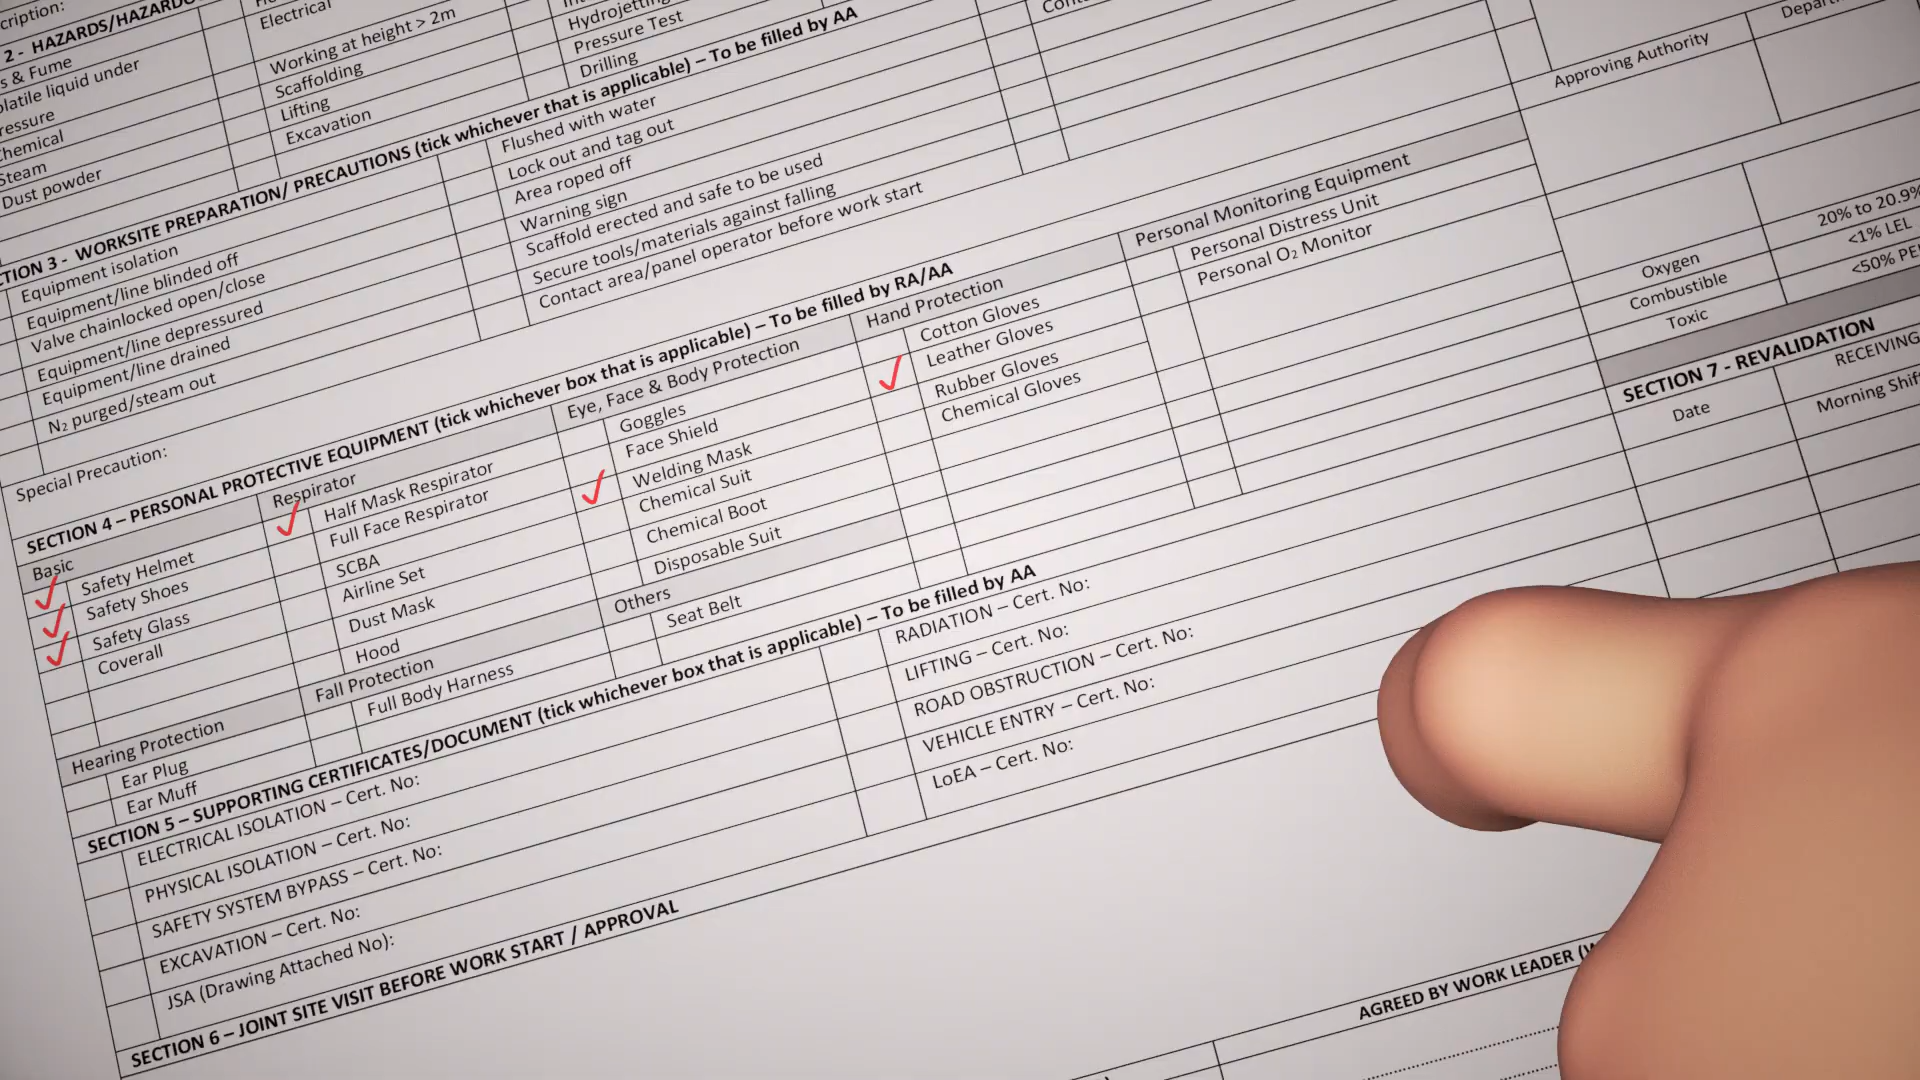 cription:
2 - HAZARDS/HAZARDO
s & Fume
olatile liquid under
ressure
Chemical
Steam
Dust powder
Electrical
Working at height > 2m
Scaffolding
Lifting
Excavation
Hydrojetting
Pressure Test
Drilling
CTION 3 - WORKSITE PREPARATION/ PRECAUTIONS (tick whichever that is applicable) – To be filled by AA
Equipment isolation
Equipment/line blinded off
Valve chainlocked open/close
Equipment/line depressured
Equipment/line drained
N₂ purged/steam out
Flushed with water
Lock out and tag out
Area roped off
Warning sign
Scaffold erected and safe to be used
Secure tools/materials against falling
Contact area/panel operator before work start
Special Precaution:
SECTION 4 – PERSONAL PROTECTIVE EQUIPMENT (tick whichever box that is applicable) – To be filled by RA/AA
Basic
Safety Helmet
Safety Shoes
Safety Glass
Coverall
Hearing Protection
Ear Plug
Ear Muff
Respirator
Half Mask Respirator
Full Face Respirator
SCBA
Airline Set
Dust Mask
Hood
Fall Protection
Full Body Harness
Eye, Face & Body Protection
Goggles
Face Shield
Welding Mask
Chemical Suit
Chemical Boot
Disposable Suit
Others
Seat Belt
Hand Protection
Cotton Gloves
Leather Gloves
Rubber Gloves
Chemical Gloves
Personal Monitoring Equipment
Personal Distress Unit
Personal O₂ Monitor
SECTION 5 – SUPPORTING CERTIFICATES/DOCUMENT (tick whichever box that is applicable) – To be filled by AA
ELECTRICAL ISOLATION – Cert. No:
PHYSICAL ISOLATION – Cert. No:
SAFETY SYSTEM BYPASS – Cert. No:
EXCAVATION – Cert. No:
JSA (Drawing Attached No):
RADIATION – Cert. No:
LIFTING – Cert. No:
ROAD OBSTRUCTION – Cert. No:
VEHICLE ENTRY – Cert. No:
LoEA – Cert. No:
SECTION 6 – JOINT SITE VISIT BEFORE WORK START / APPROVAL
AGREED BY WORK LEADER (W
Approving Authority
Depart
Oxygen
20% to 20.9%
Combustible
<1% LEL
Toxic
<50% PE
SECTION 7 - REVALIDATION
Date
RECEIVING
Morning Shift